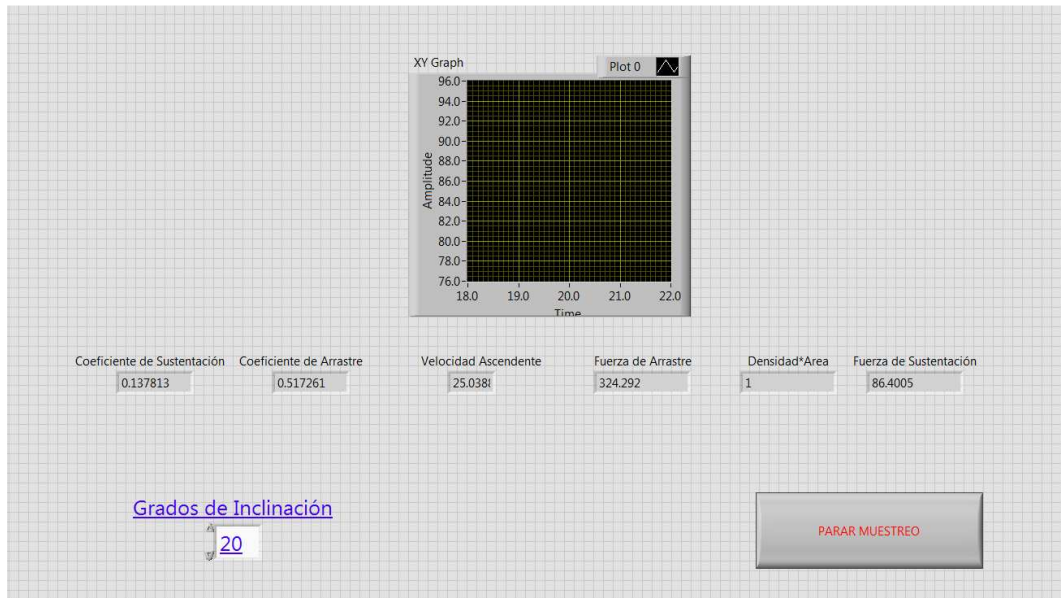 XY Graph
Plot 0
96.0
94.0
92.0
90.0
88.0
86.0
84.0
82.0
80.0
78.0
76.0
Amplitude
18.0 19.0 20.0 21.0 22.0
Time
Coeficiente de Sustentación Coeficiente de Arrastre Velocidad Ascendente Fuerza de Arrastre Densidad*Area Fuerza de Sustentación
0.137813 0.517261 25.038 324.292 1 86.4005
Grados de Inclinación
20
PARAR MUESTREO